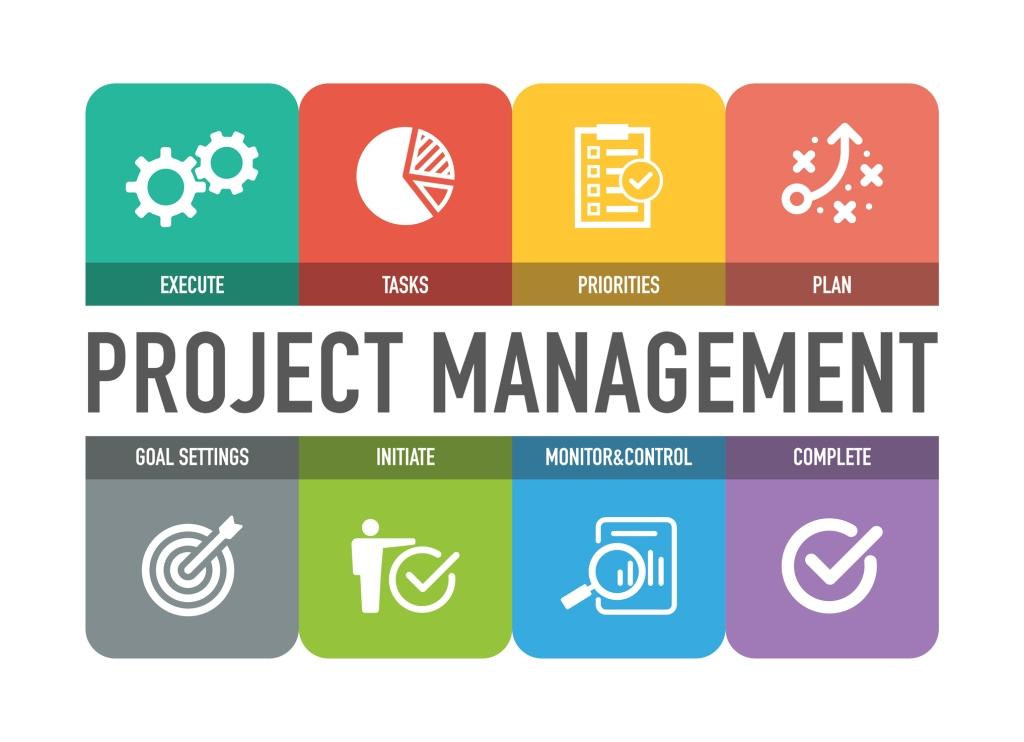 EXECUTE
TASKS
PRIORITIES
PLAN
PROJECT MANAGEMENT
GOAL SETTINGS
INITIATE
MONITOR&CONTROL
COMPLETE